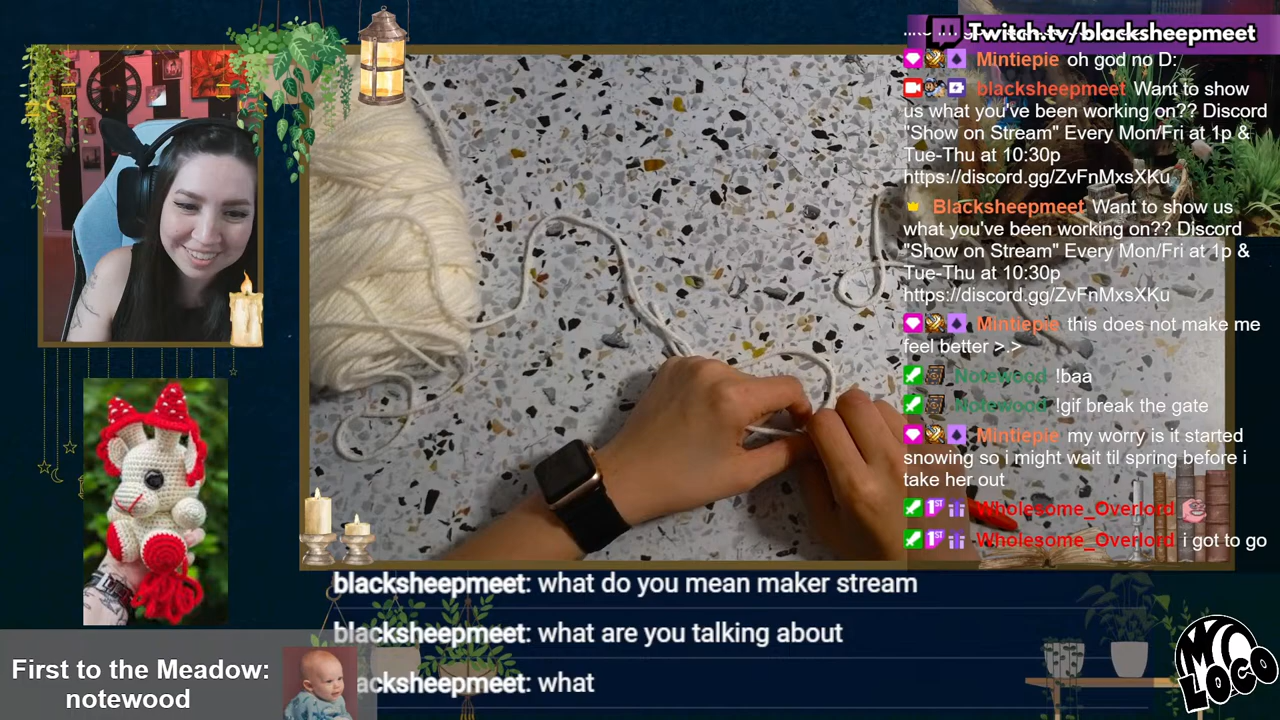 Twitch.tv/blacksheepmeet
Mintiepie oh god no D:
blacksheepmeet Want to show
us what you've been working on?? Discord
"Show on Stream" Every Mon/Fri at 1p &
Tue-Thu at 10:30p
https://discord.gg/ZvFnMxsXKu
Blacksheepmeet Want to show us
what you've been working on?? Discord
"Show on Stream" Every Mon/Fri at 1p &
Tue-Thu at 10:30p
https://discord.gg/ZvFnMxsXKu
Mintiepie this does not make me
feel better >.>
Notewood !baa
Notewood !gif break the gate
Mintiepie my worry is it started
snowing so i might wait til spring before i
take her out
Wholesome_Overlord
Wholesome_Overlord i got to go
blacksheepmeet: what do you mean maker stream
blacksheepmeet: what are you talking about
acksheepmeet: what
First to the Meadow:
notewood
MC
LOCO